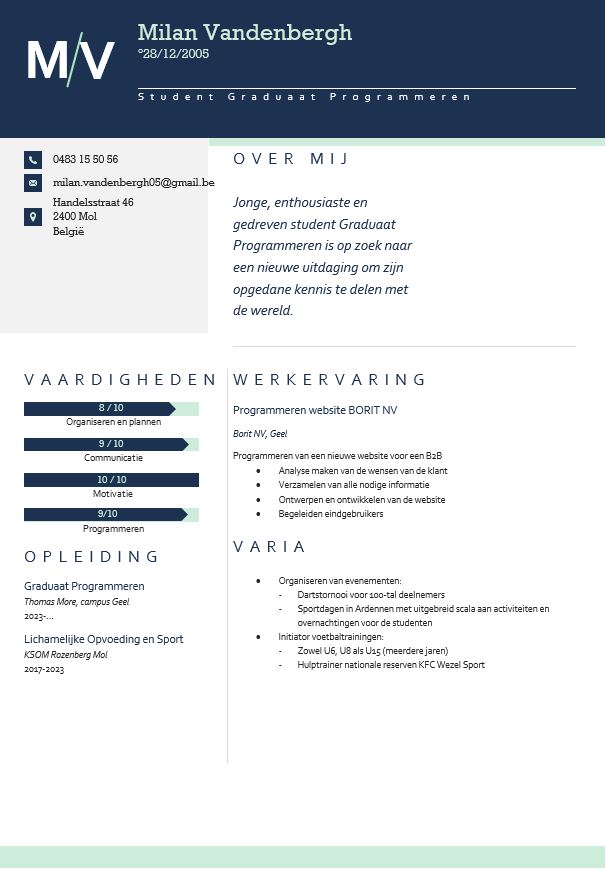 M/V
Milan Vandenbergh
°28/12/2005
Student Graduaat Programmeren
0483 15 50 56
milan.vandenbergh05@gmail.be
Handelsstraat 46
2400 Mol
België
OVER MIJ
Jonge, enthousiaste en
gedreven student Graduaat
Programmeren is op zoek naar
een nieuwe uitdaging om zijn
opgedane kennis te delen met
de wereld.
VAARDIGHEDEN
8 / 10
Organiseren en plannen
9 / 10
Communicatie
10 / 10
Motivatie
9/10
Programmeren
OPLEIDING
Graduaat Programmeren
Thomas More, campus Geel
2023-...
Lichamelijke Opvoeding en Sport
KSOM Rozenberg Mol
2017-2023
WERKERVARING
Programmeren website BORIT NV
Borit NV, Geel
Programmeren van een nieuwe website voor een B2B
• Analyse maken van de wensen van de klant
• Verzamelen van alle nodige informatie
• Ontwerpen en ontwikkelen van de website
• Begeleiden eindgebruikers
VARIA
• Organiseren van evenementen:
- Dartstornooi voor 100-tal deelnemers
- Sportdagen in Ardennen met uitgebreid scala aan activiteiten en
overnachtingen voor de studenten
• Initiator voetbaltrainingen:
- Zowel U6, U8 als U15 (meerdere jaren)
- Hulptrainer nationale reserven KFC Wezel Sport